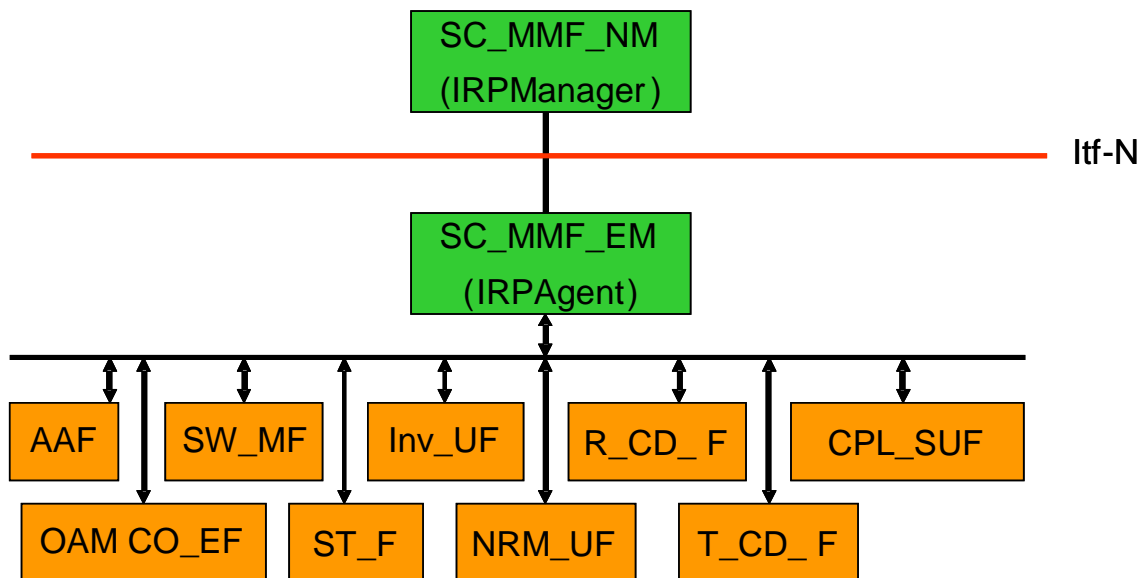 SC_MMF_NM
(IRPManager)
Itf-N
SC_MMF_EM
(IRPAgent)
AAF
SW_MF
Inv_UF
R_CD_ F
CPL_SUF
OAM CO_EF
ST_F
NRM_UF
T_CD_ F